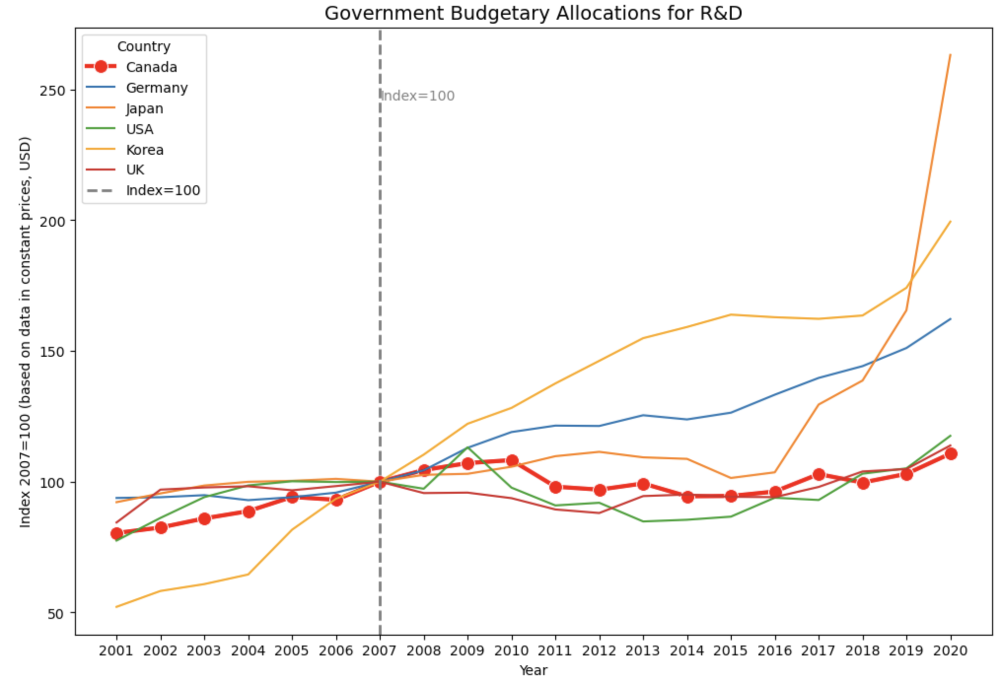 Government Budgetary Allocations for R&D
Country
Canada
Germany
Japan
USA
Korea
UK
Index=100
Index=100
Index 2007=100 (based on data in constant prices, USD)
250
200
150
100
50
2001 2002 2003 2004 2005 2006 2007 2008 2009 2010 2011 2012 2013 2014 2015 2016 2017 2018 2019 2020
Year